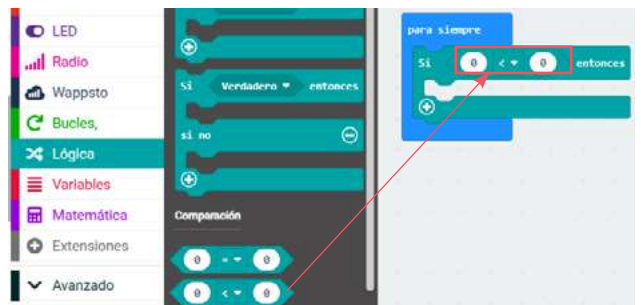 LED
Radio
Wappsto
Bucles,
Lógica
Variables
Matemática
Extensiones
Avanzado
Si Verdadero entonces
si no
Comparación
0 = 0
0 < 0
para siempre
Si 0 < 0 entonces